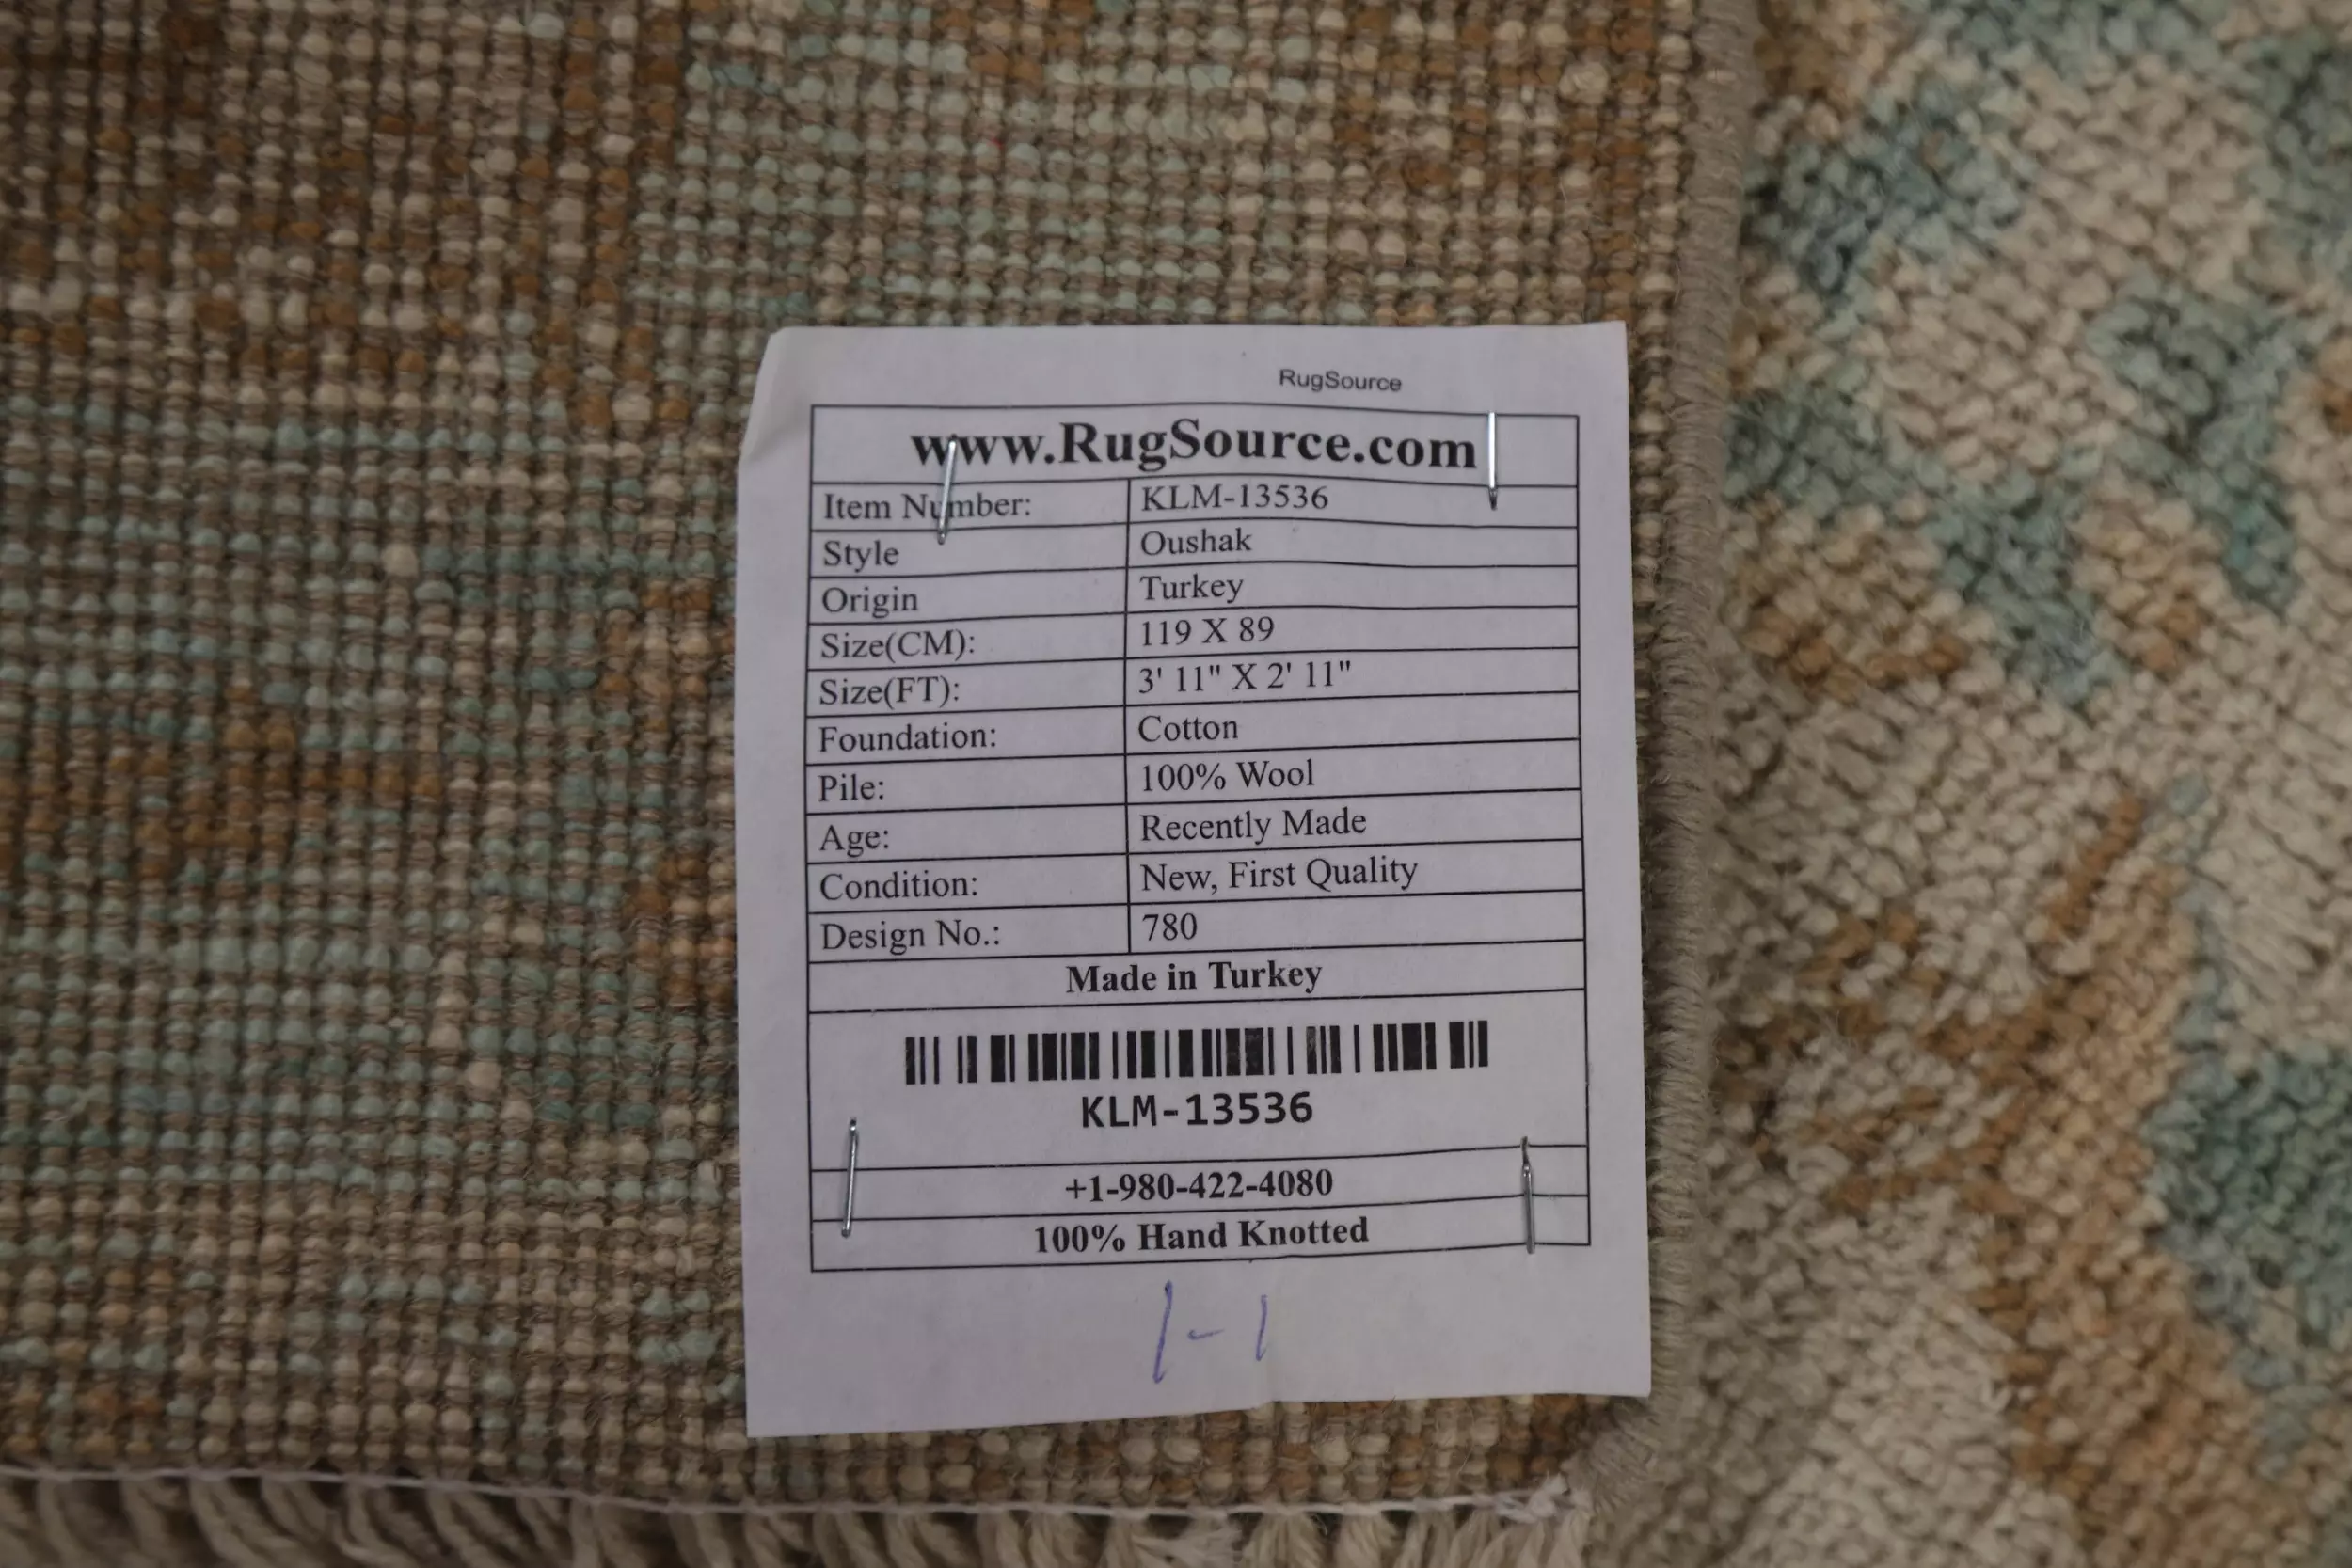 RugSource
www.RugSource.com
Item Number: KLM-13536
Style Oushak
Origin Turkey
Size(CM): 119 X 89
Size(FT): 3' 11" X 2' 11"
Foundation: Cotton
Pile: 100% Wool
Age: Recently Made
Condition: New, First Quality
Design No.: 780
Made in Turkey
KLM-13536
+1-980-422-4080
100% Hand Knotted
1-1